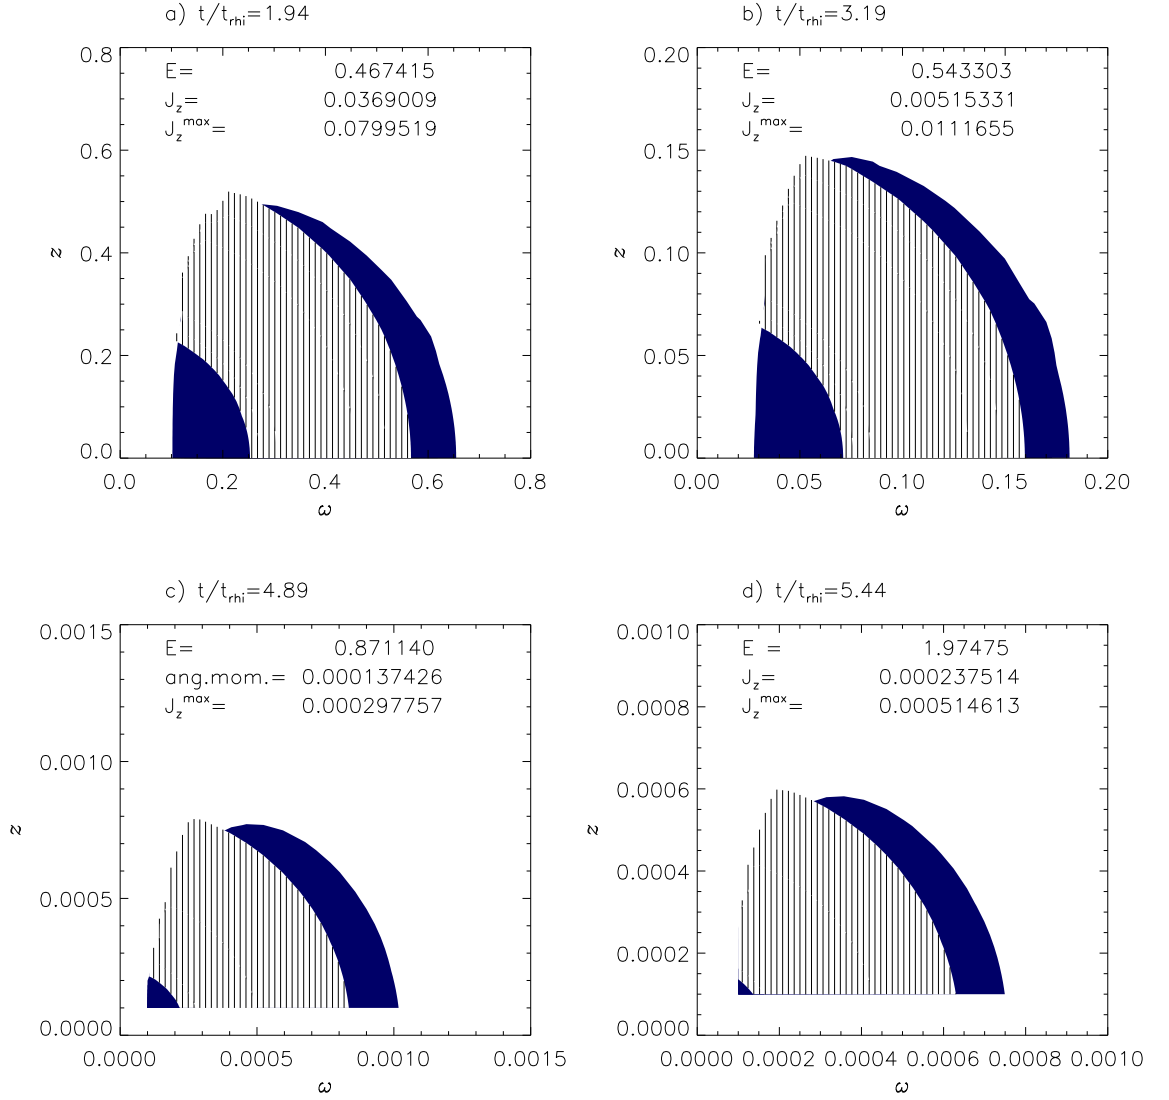 a) t/t_rhi=1.94
E= 0.467415
J_z= 0.0369009
J_z^max= 0.0799519
0.8
0.6
0.4
0.2
0.0
z
0.0 0.2 0.4 0.6 0.8
ω
b) t/t_rhi=3.19
E= 0.543303
J_z= 0.00515331
J_z^max= 0.0111655
0.20
0.15
0.10
0.05
0.00
z
0.00 0.05 0.10 0.15 0.20
ω
c) t/t_rhi=4.89
E= 0.871140
ang.mom.= 0.000137426
J_z^max= 0.000297757
0.0015
0.0010
0.0005
0.0000
z
0.0000 0.0005 0.0010 0.0015
ω
d) t/t_rhi=5.44
E = 1.97475
J_z= 0.000237514
J_z^max= 0.000514613
0.0010
0.0008
0.0006
0.0004
0.0002
0.0000
z
0.0000 0.0002 0.0004 0.0006 0.0008 0.0010
ω